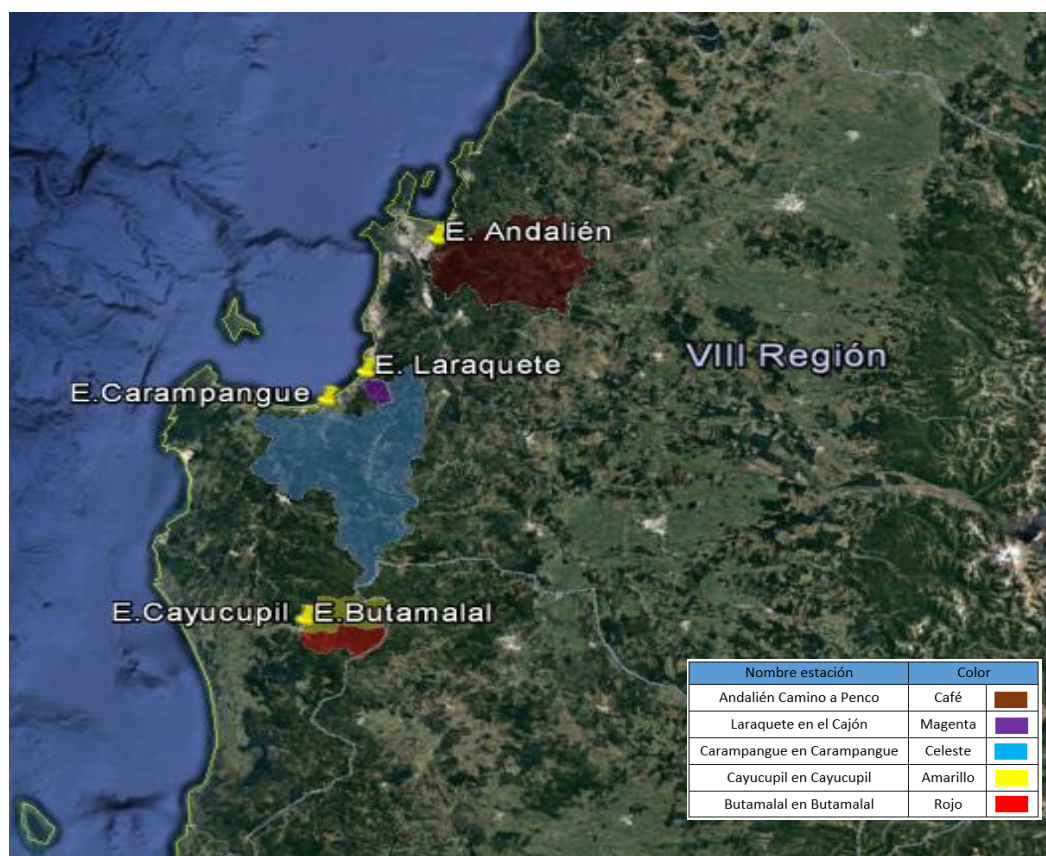 E. Andalién
VIII Región
E. Laraquete
E.Carampangue
E.Cayucupil
E.Butamalal
Nombre estación Color
Andalién Camino a Penco Café
Laraquete en el Cajón Magenta
Carampangue en Carampangue Celeste
Cayucupil en Cayucupil Amarillo
Butamalal en Butamalal Rojo